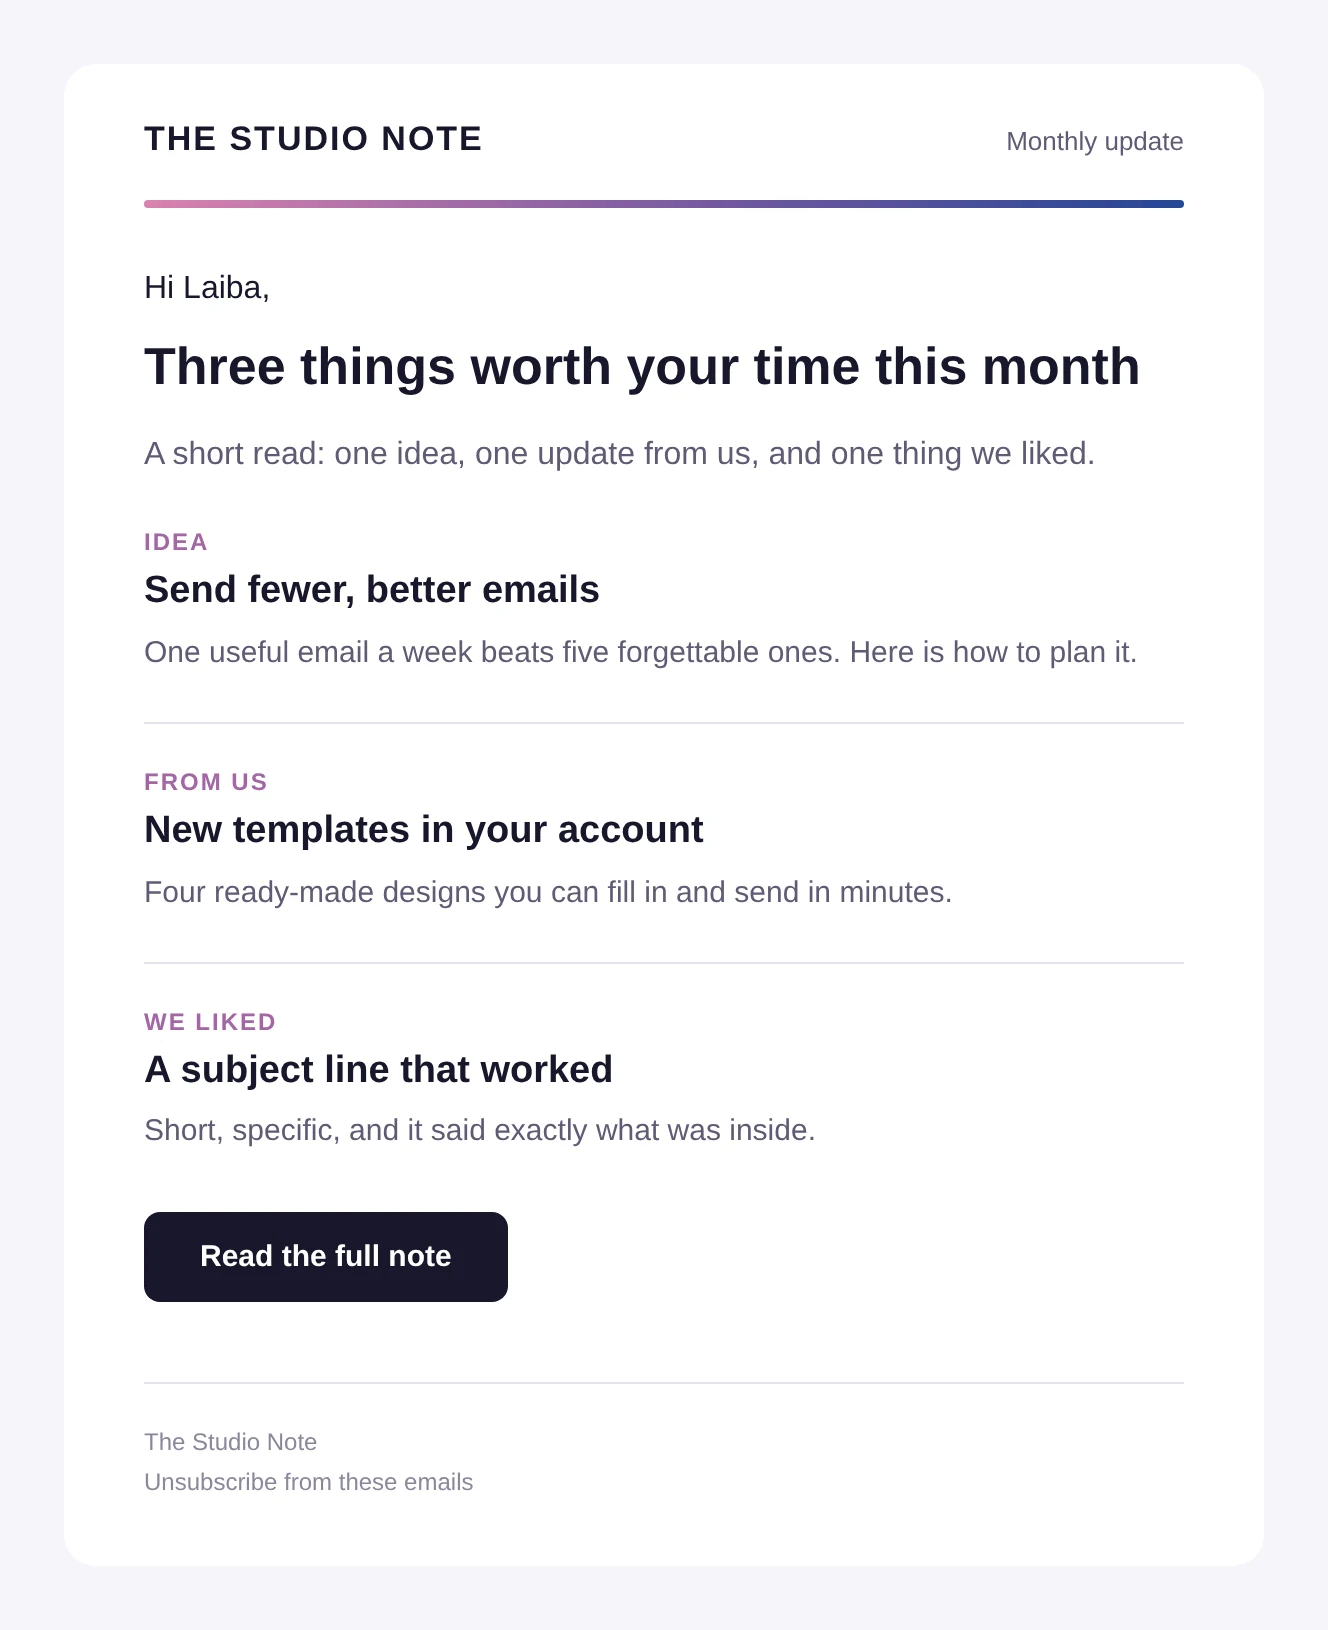 THE STUDIO NOTE
Monthly update
Hi Laiba,
Three things worth your time this month
A short read: one idea, one update from us, and one thing we liked.
IDEA
Send fewer, better emails
One useful email a week beats five forgettable ones. Here is how to plan it.
FROM US
New templates in your account
Four ready-made designs you can fill in and send in minutes.
WE LIKED
A subject line that worked
Short, specific, and it said exactly what was inside.
Read the full note
The Studio Note
Unsubscribe from these emails